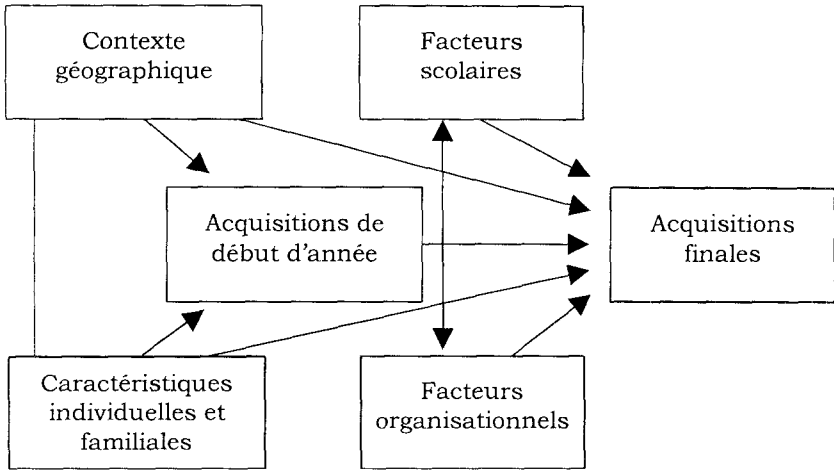 Contexte
géographique
Facteurs
scolaires
Acquisitions de
début d'année
Acquisitions
finales
Caractéristiques
individuelles et
familiales
Facteurs
organisationnels